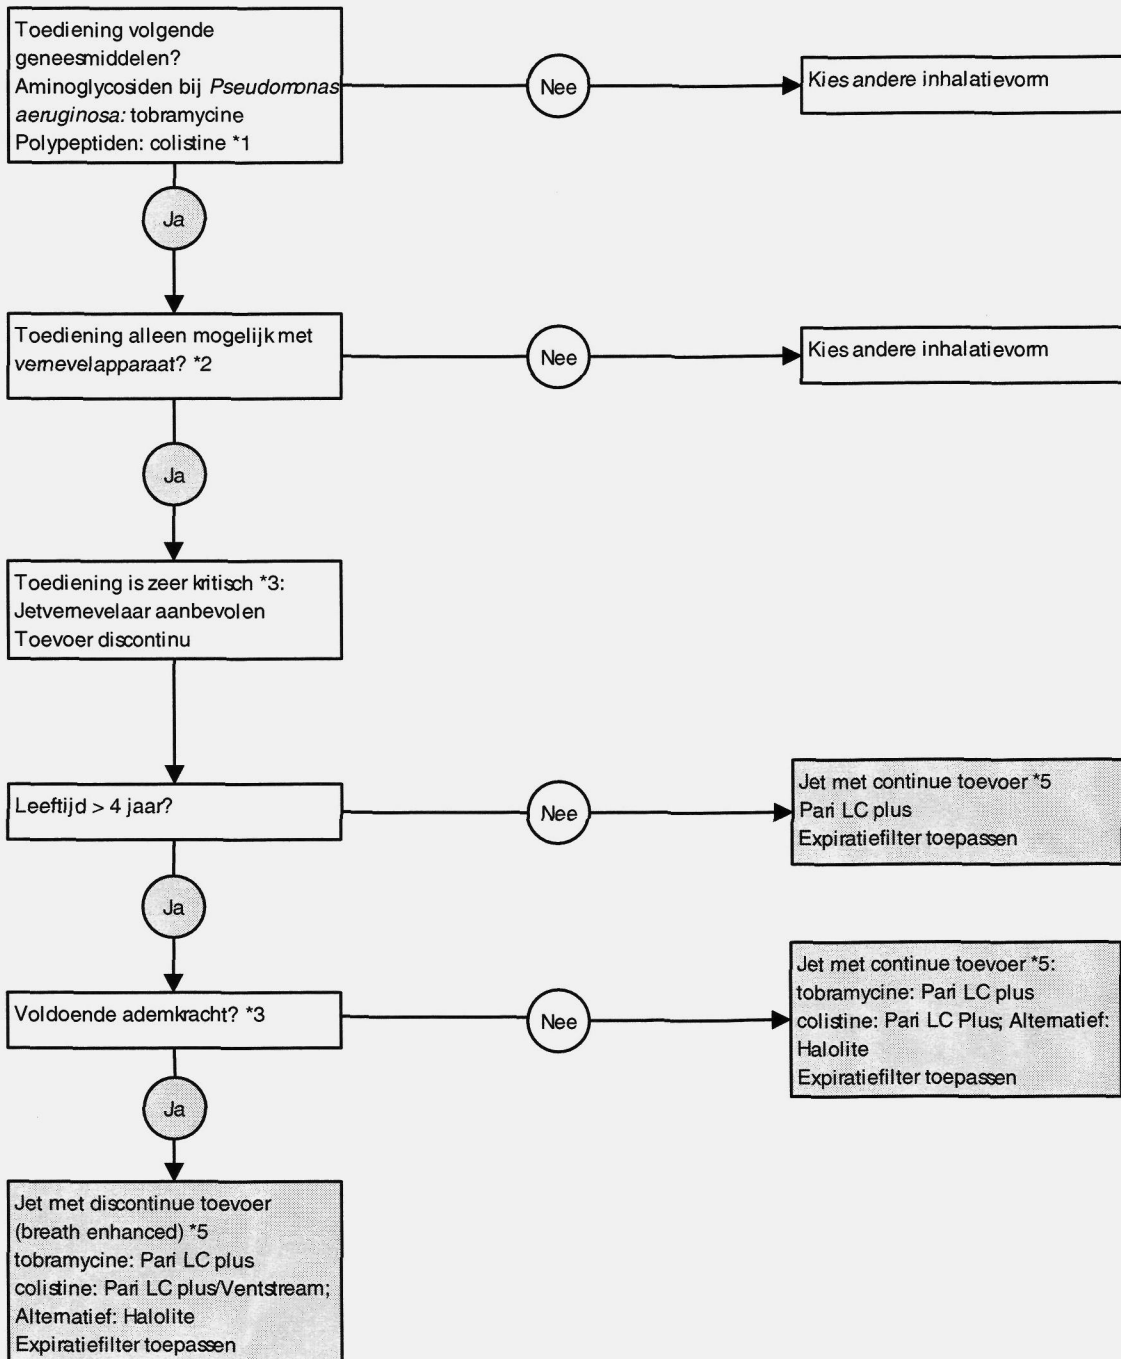 Toediening volgende
geneesmiddelen?
Aminoglycosiden bij Pseudomonas
aeruginosa: tobramycine
Polypeptiden: colistine *1
Nee
Kies andere inhalatievorm
Ja
Toediening alleen mogelijk met
vernevelapparaat? *2
Nee
Kies andere inhalatievorm
Ja
Toediening is zeer kritisch *3:
Jetvernevelaar aanbevolen
Toevoer discontinu
Leeftijd > 4 jaar?
Nee
Jet met continue toevoer *5
Pari LC plus
Expiratiefilter toepassen
Ja
Voldoende ademkracht? *3
Nee
Jet met continue toevoer *5:
tobramycine: Pari LC plus
colistine: Pari LC Plus; Alternatief:
Halolite
Expiratiefilter toepassen
Ja
Jet met discontinue toevoer
(breath enhanced) *5
tobramycine: Pari LC plus
colistine: Pari LC plus/Ventstream;
Alternatief: Halolite
Expiratiefilter toepassen